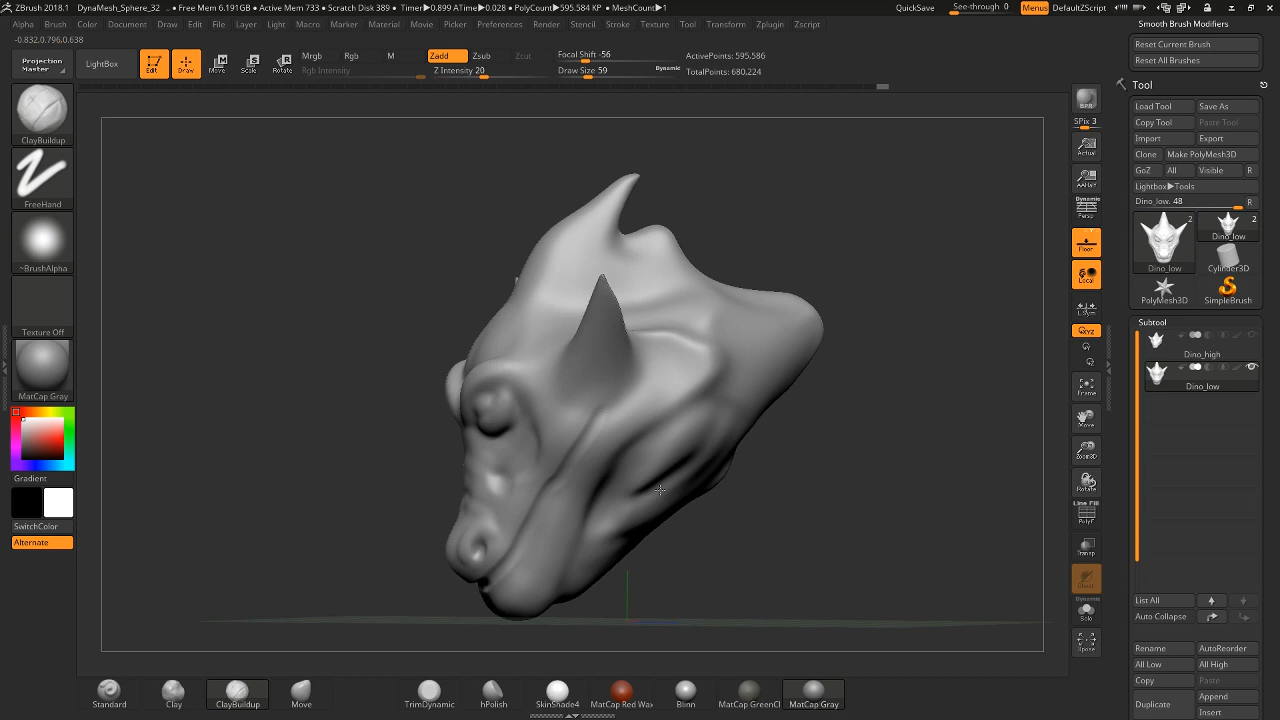 ZBrush 2018.1 DynaMesh_Sphere_32 .. ● Free Mem 6.191GB ● Active Mem 733 ● Scratch Disk 389 ● Timer▶0.899 ATime▶0.028 ● PolyCount▶595.584 KP ● MeshCount▶1 QuickSave See-through 0 Menus DefaultZScript
Alpha Brush Color Document Draw Edit File Layer Light Macro Marker Material Movie Picker Preferences Render Stencil Stroke Texture Tool Transform Zplugin Zscript
-0.832,0.796,0.638
Projection Master
LightBox
Edit
Draw
Move
Scale
Rotate
Mrgb Rgb M
Rgb Intensity
Zadd Zsub Zcut
Z Intensity 20
Focal Shift -56
Draw Size 59
Dynamic
ActivePoints: 595,586
TotalPoints: 680,224
ClayBuildup
FreeHand
~BrushAlpha
Texture Off
MatCap Gray
Gradient
SwitchColor
Alternate
BPR
SPix 3
Actual
AAHalf
Dynamic
Persp
Floor
Local
L.Sym
XYZ
Frame
Move
Zoom3D
Rotate
Line Fill
PolyF
Transp
Ghost
Dynamic
Solo
Xpose
Smooth Brush Modifiers
Reset Current Brush
Reset All Brushes
Tool
Load Tool Save As
Copy Tool Paste Tool
Import Export
Clone Make PolyMesh3D
GoZ All Visible R
Lightbox▶Tools
Dino_low. 48 R
2
2
Dino_low
Cylinder3D
Dino_low
PolyMesh3D
SimpleBrush
Subtool
Dino_high
Dino_low
List All
Auto Collapse
Rename AutoReorder
All Low All High
Copy Paste
Duplicate Append
Insert
Standard Clay ClayBuildup Move TrimDynamic hPolish SkinShade4 MatCap Red Wax Blinn MatCap GreenCl MatCap Gray